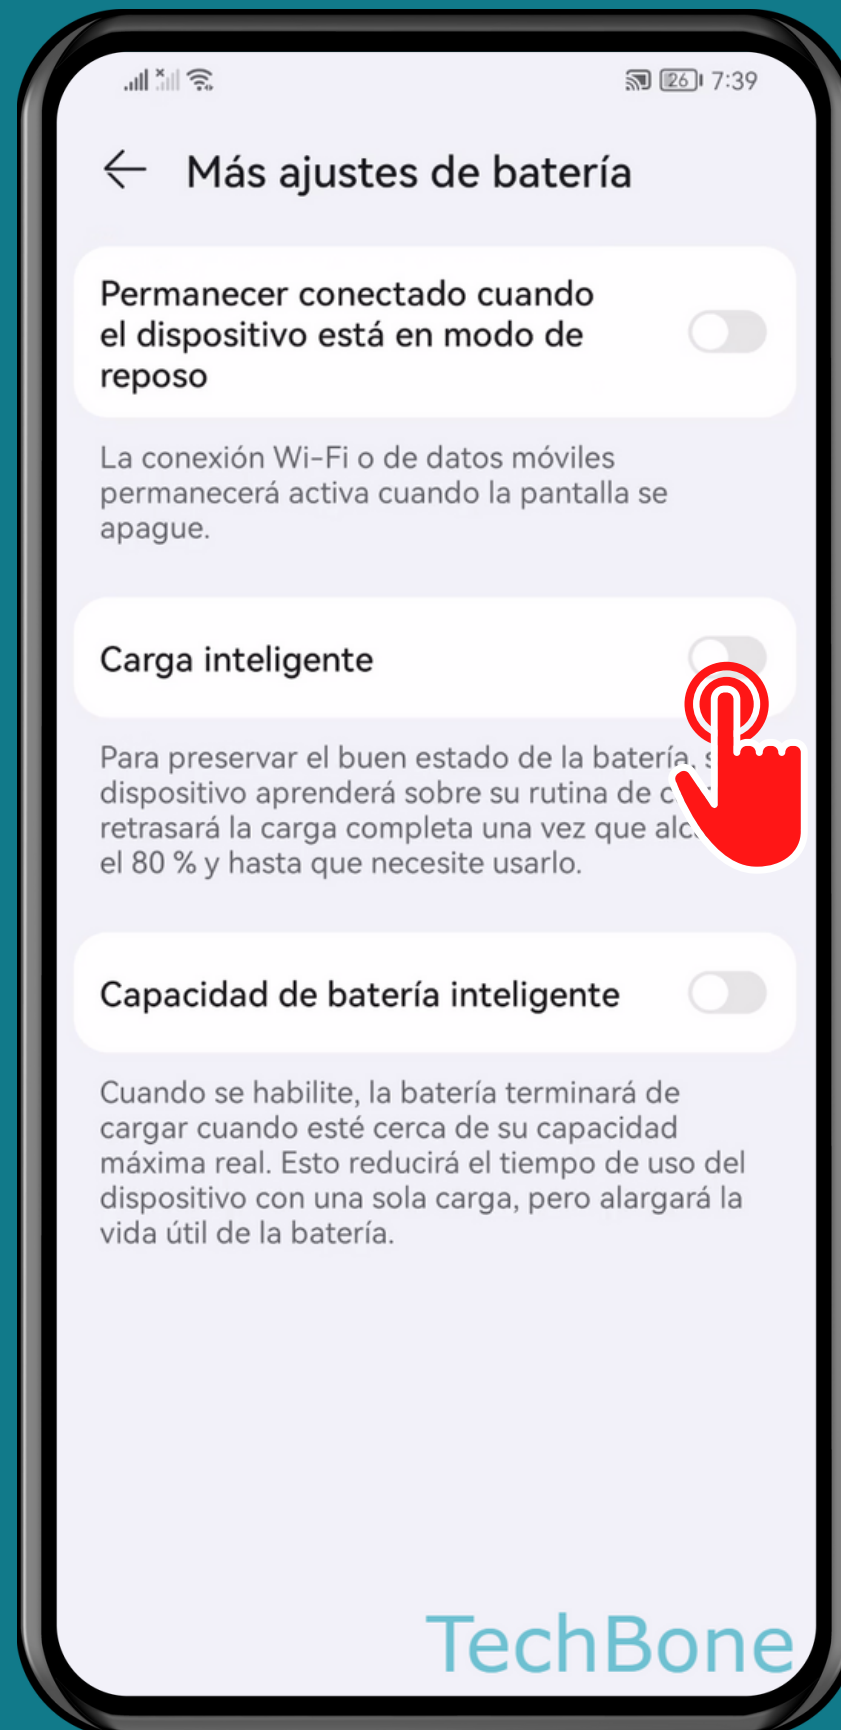 26 7:39
Más ajustes de batería
Permanecer conectado cuando
el dispositivo está en modo de
reposo
La conexión Wi-Fi o de datos móviles
permanecerá activa cuando la pantalla se
apague.
Carga inteligente
Para preservar el buen estado de la batería,
dispositivo aprenderá sobre su rutina de
retrasará la carga completa una vez que
el 80 % y hasta que necesite usarlo.
Capacidad de batería inteligente
Cuando se habilite, la batería terminará de
cargar cuando esté cerca de su capacidad
máxima real. Esto reducirá el tiempo de uso del
dispositivo con una sola carga, pero alargará la
vida útil de la batería.
TechBone